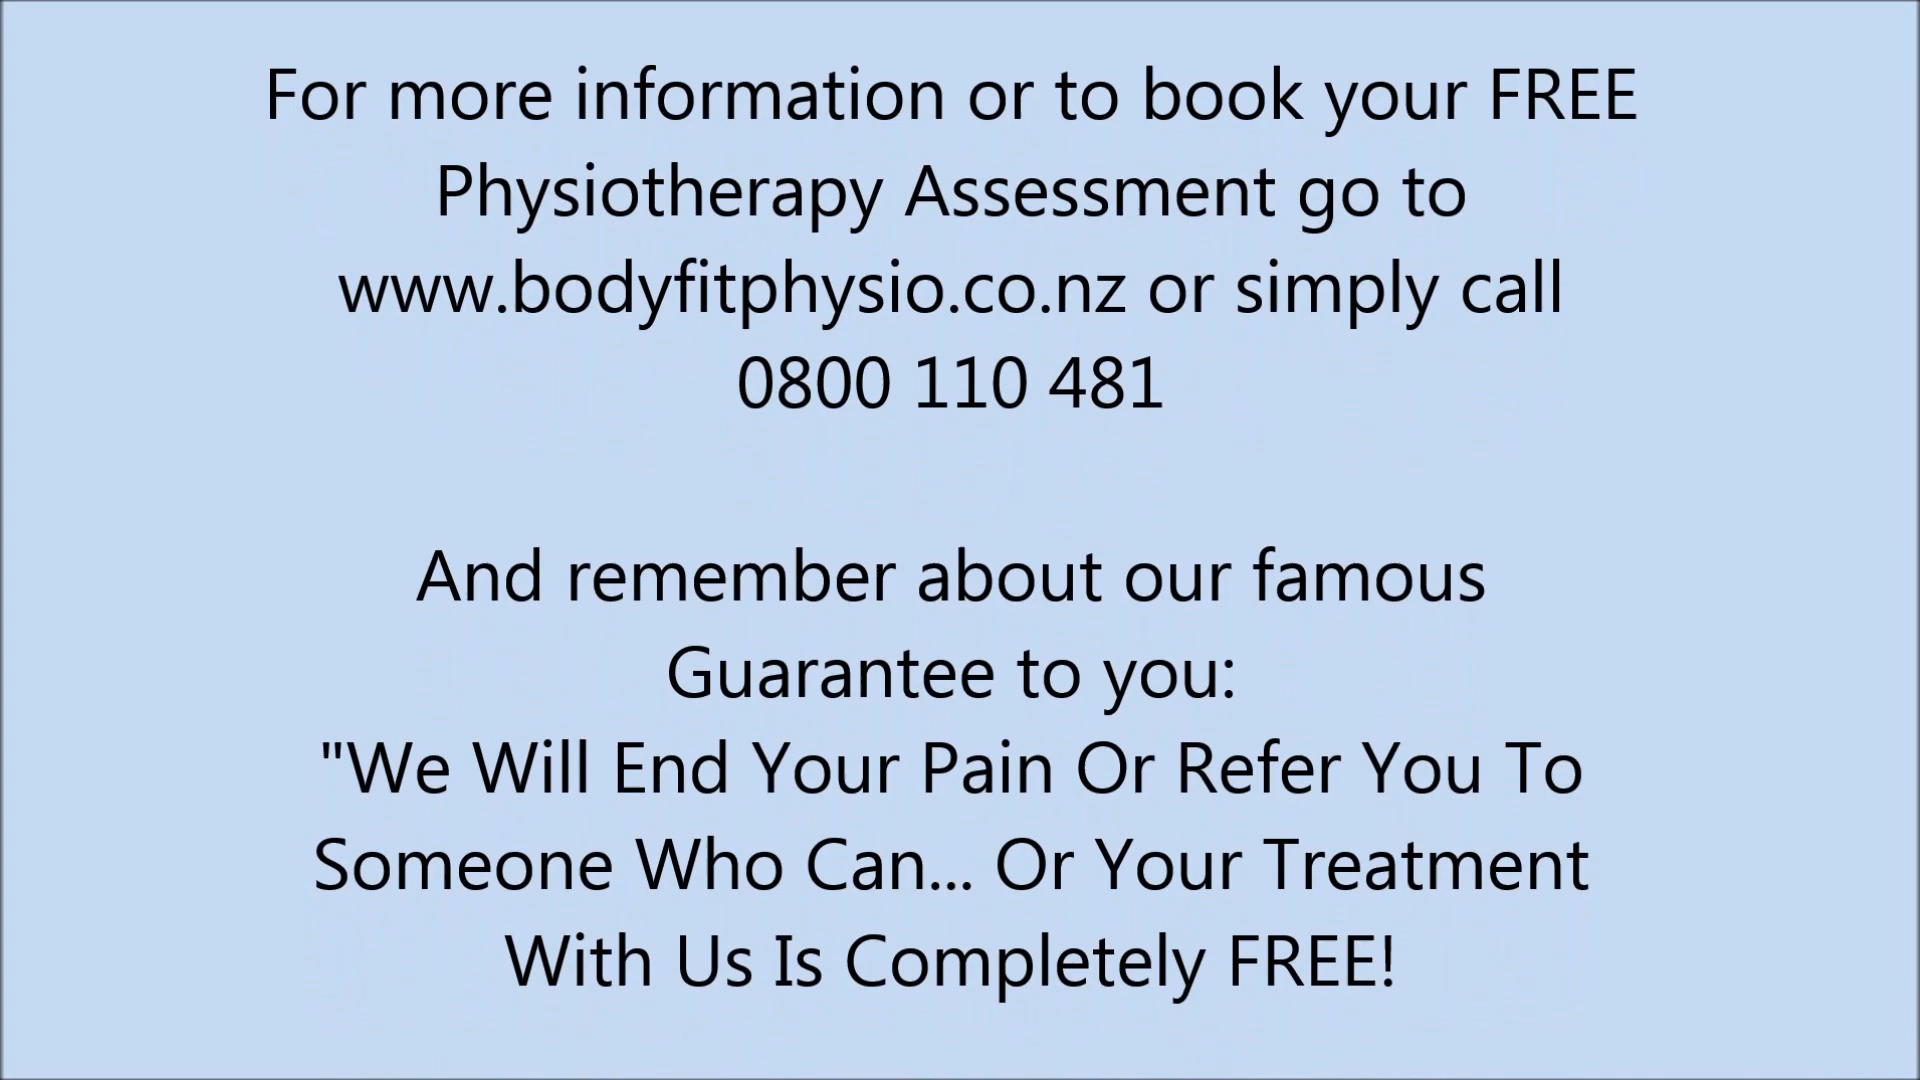 For more information or to book your FREE
Physiotherapy Assessment go to
www.bodyfitphysio.co.nz or simply call
0800 110 481
And remember about our famous
Guarantee to you:
"We Will End Your Pain Or Refer You To
Someone Who Can... Or Your Treatment
With Us Is Completely FREE!